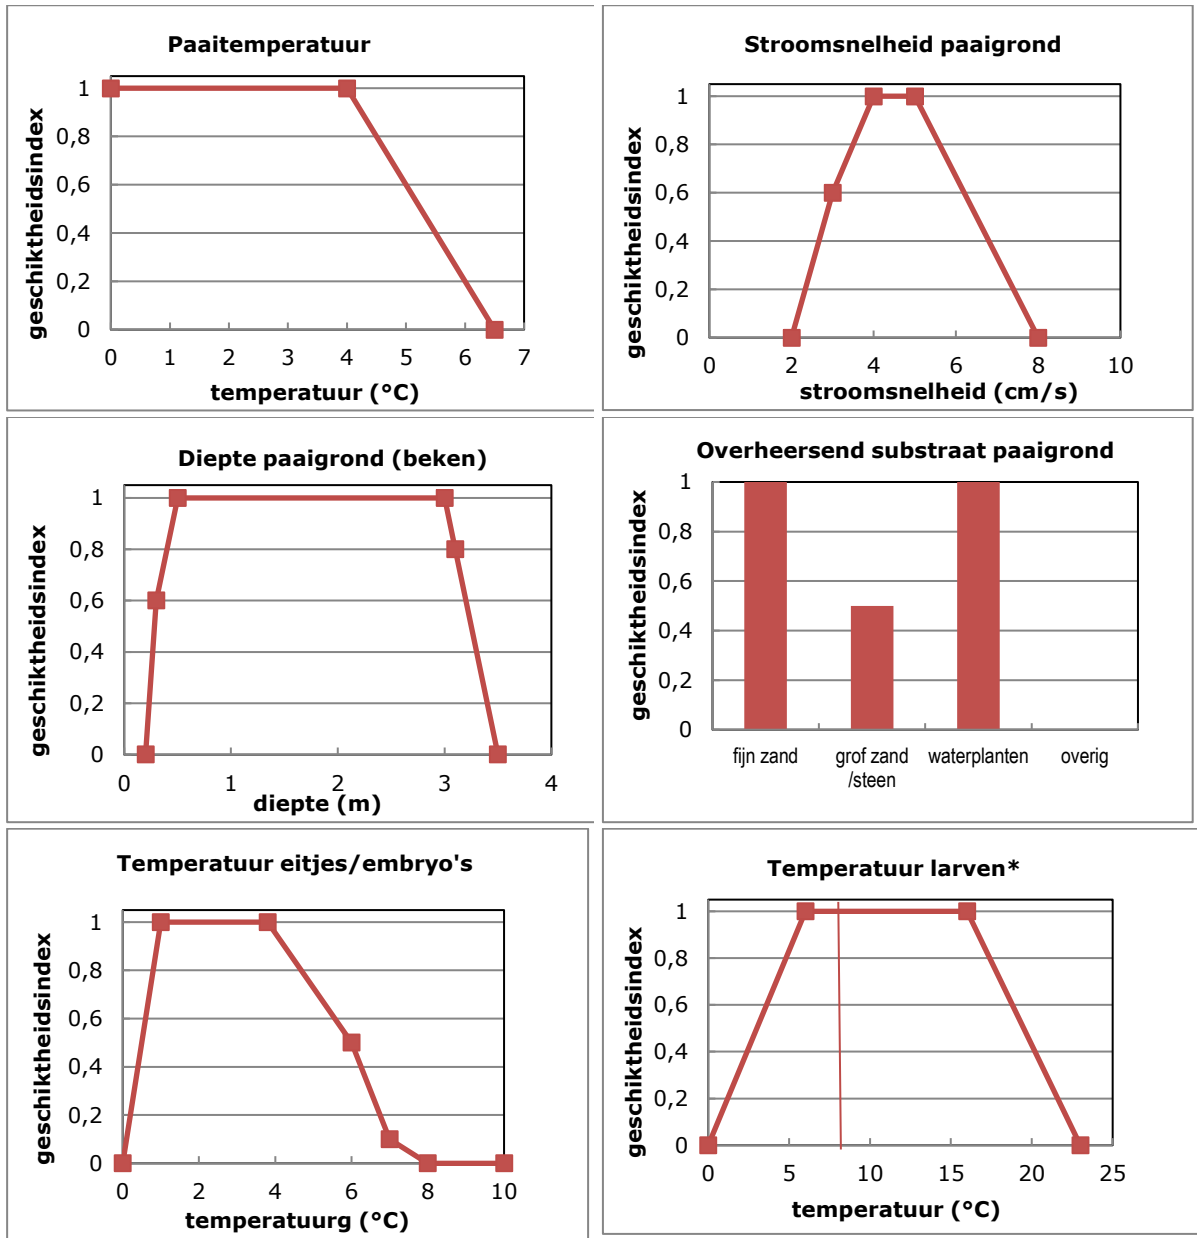 Paaitemperatuur
geschiktheidsindex
1
0,8
0,6
0,4
0,2
0
0 1 2 3 4 5 6 7
temperatuur (°C)
Stroomsnelheid paaigrond
geschiktheidsindex
1
0,8
0,6
0,4
0,2
0
0 2 4 6 8 10
stroomsnelheid (cm/s)
Diepte paaigrond (beken)
geschiktheidsindex
1
0,8
0,6
0,4
0,2
0
0 1 2 3 4
diepte (m)
Overheersend substraat paaigrond
geschiktheidsindex
1
0,8
0,6
0,4
0,2
0
fijn zand grof zand waterplanten overig
/steen
Temperatuur eitjes/embryo's
geschiktheidsindex
1
0,8
0,6
0,4
0,2
0
0 2 4 6 8 10
temperatuurg (°C)
Temperatuur larven*
geschiktheidsindex
1
0,8
0,6
0,4
0,2
0
0 5 10 15 20 25
temperatuur (°C)